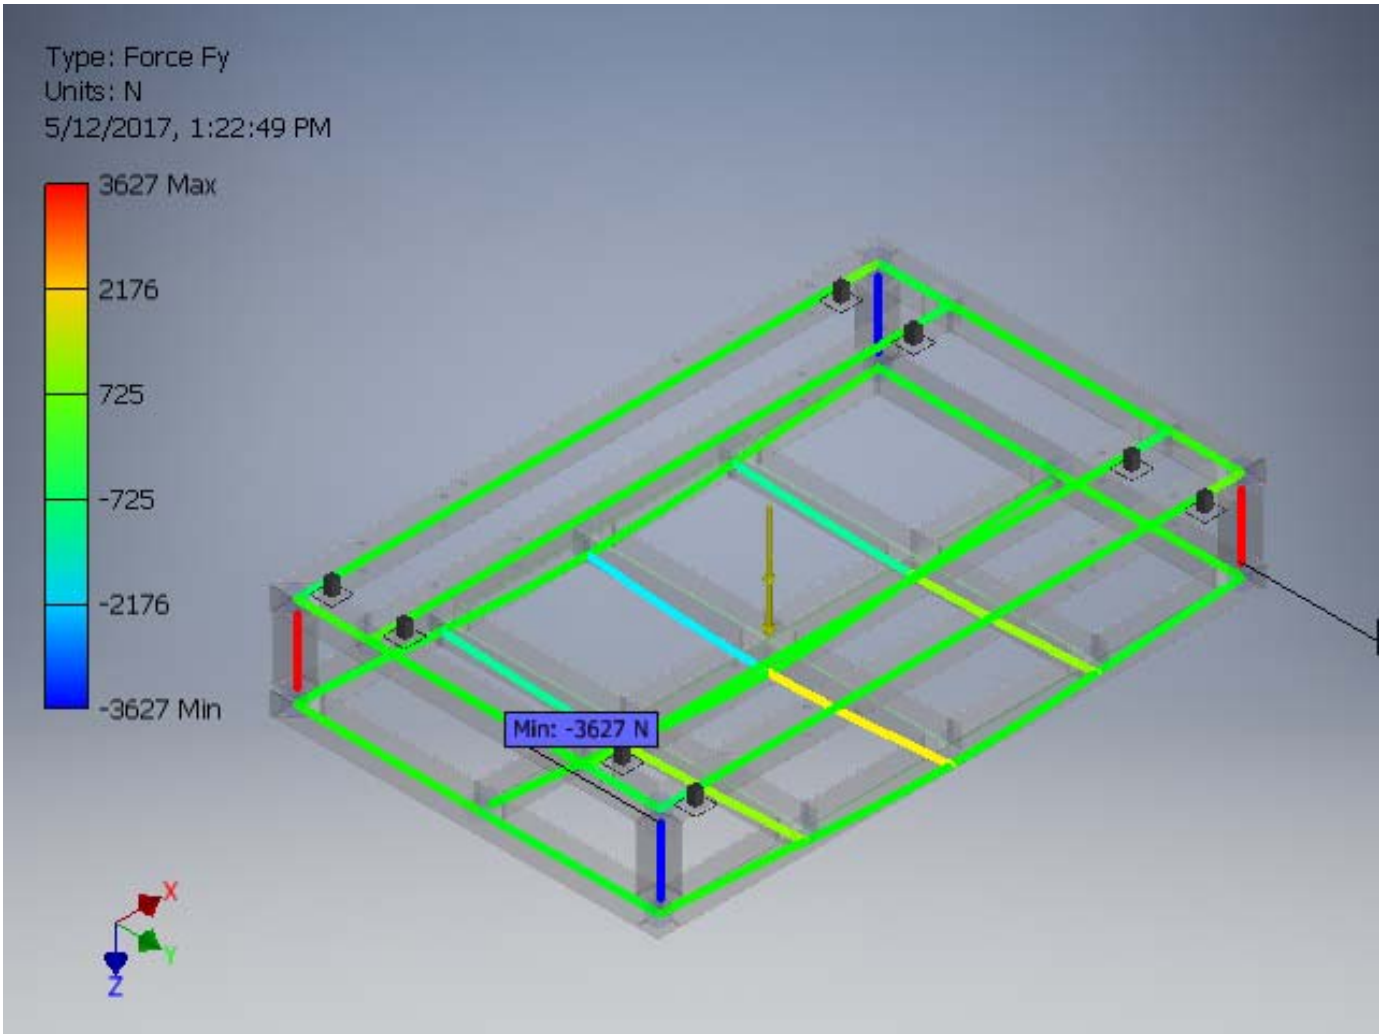 Type: Force Fy
Units: N
5/12/2017, 1:22:49 PM
3627 Max
2176
725
-725
-2176
-3627 Min
Min: -3627 N
X
Y
Z